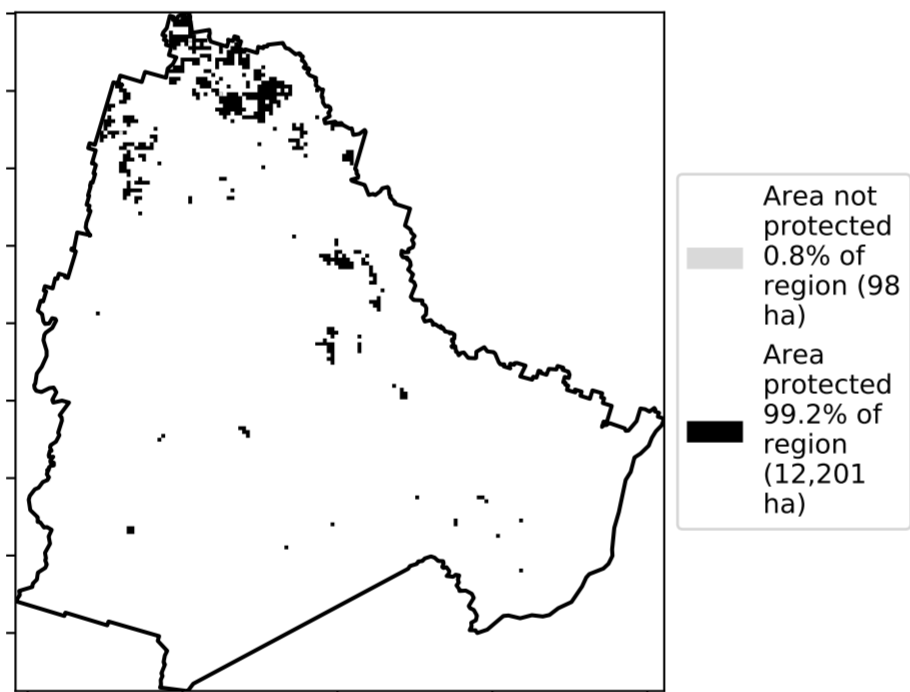 Area not
protected
0.8% of
region (98
ha)
Area
protected
99.2% of
region
(12,201
ha)